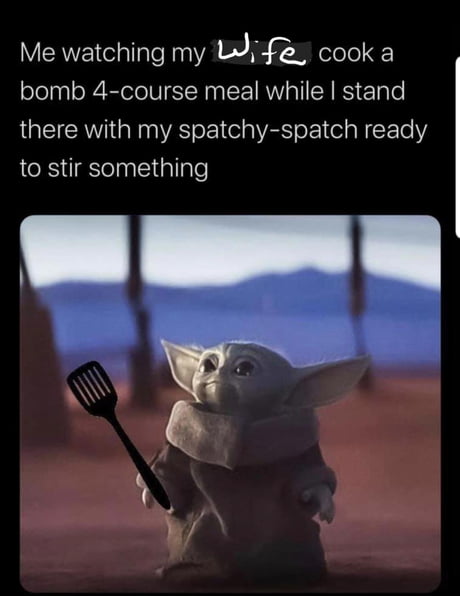 Me watching my Wife cook a
bomb 4-course meal while I stand
there with my spatchy-spatch ready
to stir something